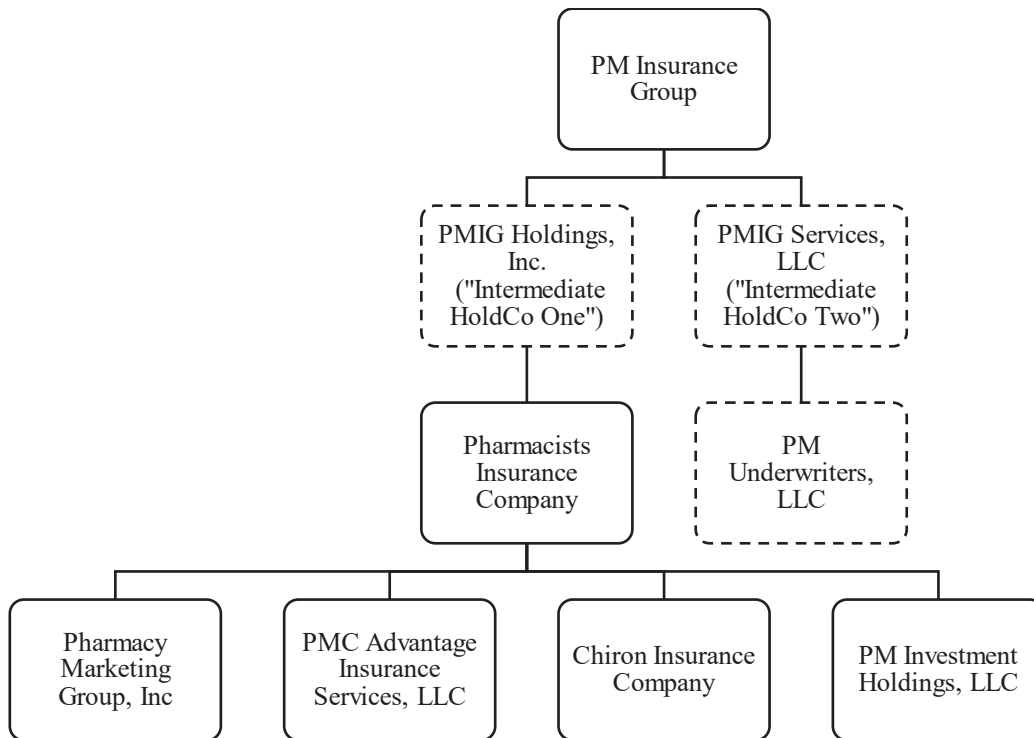 PM Insurance
Group
PMIG Holdings,
Inc.
("Intermediate
HoldCo One")
PMIG Services,
LLC
("Intermediate
HoldCo Two")
Pharmacists
Insurance
Company
PM
Underwriters,
LLC
Pharmacy
Marketing
Group, Inc
PMC Advantage
Insurance
Services, LLC
Chiron Insurance
Company
PM Investment
Holdings, LLC